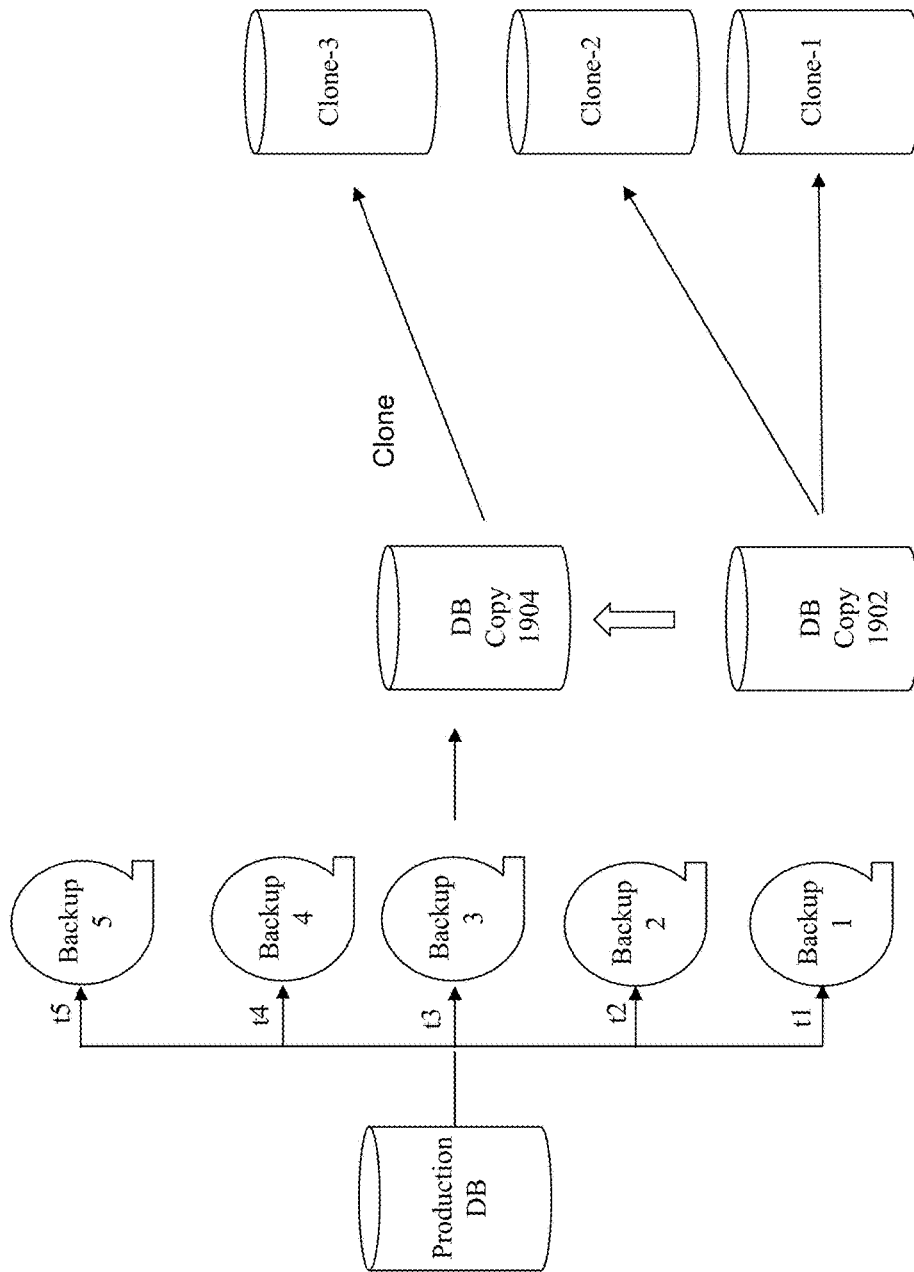 Production
DB
t5
Backup
5
t4
Backup
4
t3
Backup
3
t2
Backup
2
t1
Backup
1
DB
Copy
1904
DB
Copy
1902
Clone
Clone-3
Clone-2
Clone-1